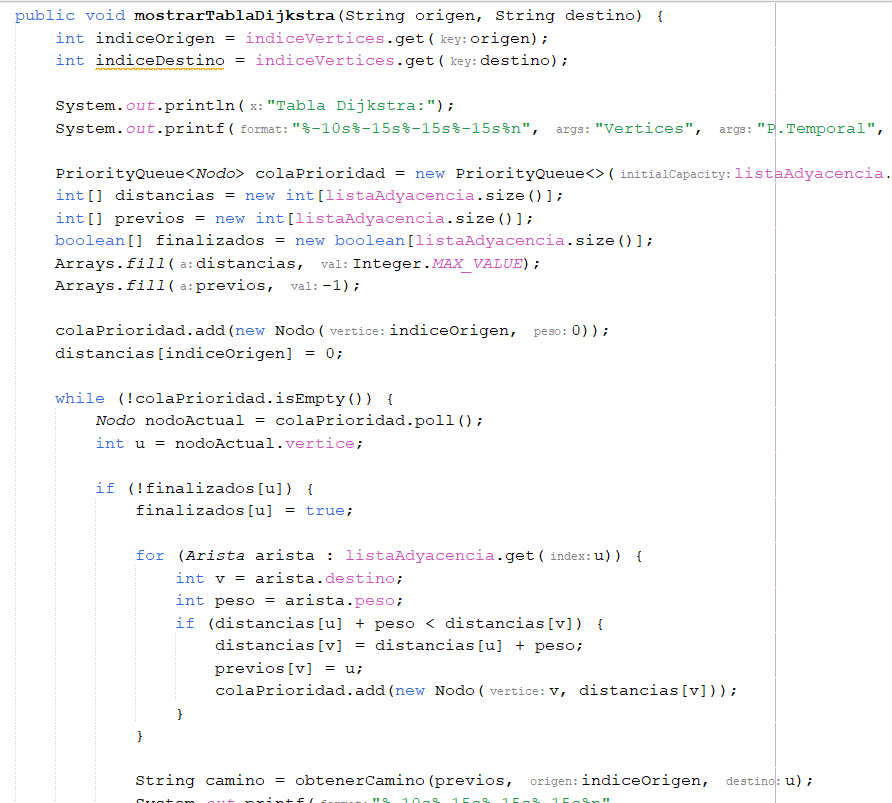 public void mostrarTablaDijkstra(String origen, String destino) {
int indiceOrigen = indiceVertices.get( key: origen);
int indiceDestino = indiceVertices.get( key: destino);
System.out.println( x: "Tabla Dijkstra:");
System.out.printf( format: "%-10s%-15s%-15s%-15s%n", args: "Vertices", args: "P.Temporal",
PriorityQueue<Nodo> colaPrioridad = new PriorityQueue<>( initialCapacity: listaAdyacencia.
int[] distancias = new int[listaAdyacencia.size()];
int[] previos = new int[listaAdyacencia.size()];
boolean[] finalizados = new boolean[listaAdyacencia.size()];
Arrays.fill( a: distancias, val: Integer.MAX_VALUE);
Arrays.fill( a: previos, val: -1);
colaPrioridad.add(new Nodo( vertice: indiceOrigen, peso: 0));
distancias[indiceOrigen] = 0;
while (!colaPrioridad.isEmpty()) {
Nodo nodoActual = colaPrioridad.poll();
int u = nodoActual.vertice;
if (!finalizados[u]) {
finalizados[u] = true;
for (Arista arista : listaAdyacencia.get( index: u)) {
int v = arista.destino;
int peso = arista.peso;
if (distancias[u] + peso < distancias[v]) {
distancias[v] = distancias[u] + peso;
previos[v] = u;
colaPrioridad.add(new Nodo( vertice: v, distancias[v]));
}
}
String camino = obtenerCamino(previos, origen: indiceOrigen, destino: u);
System.out.printf( format: "%-10s%-15s%-15s%-15s%n",